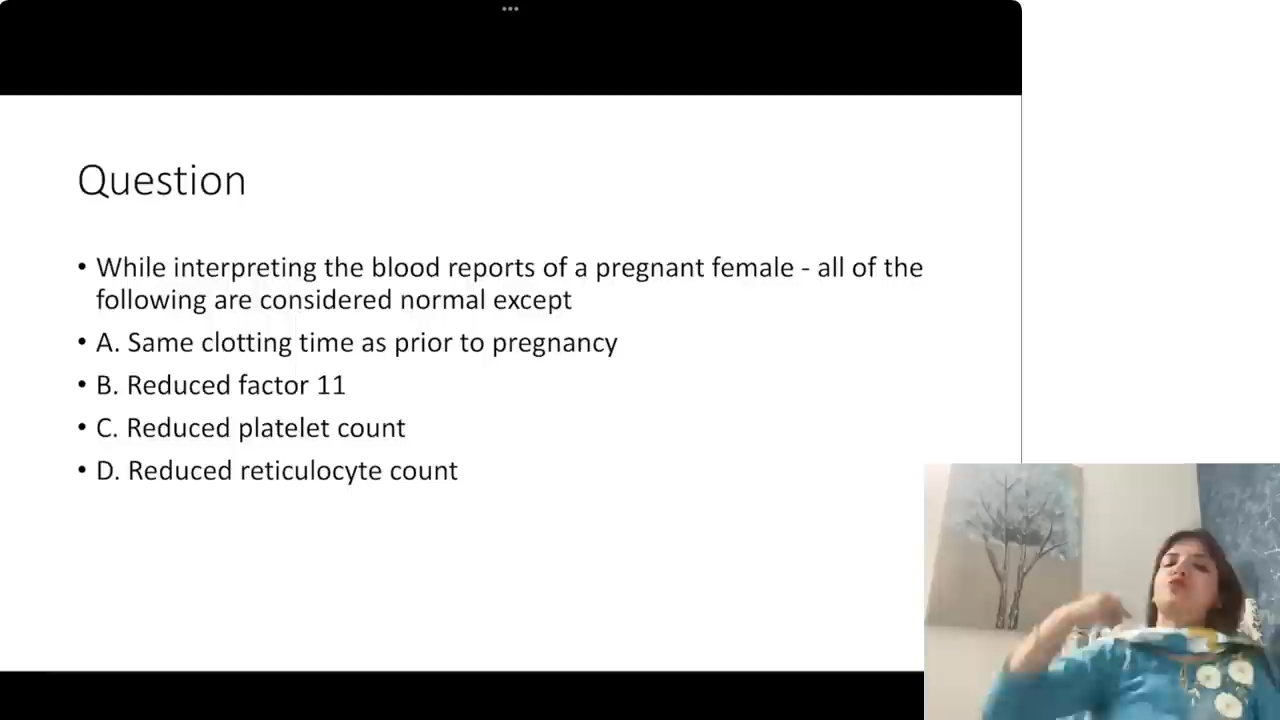 Question
• While interpreting the blood reports of a pregnant female - all of the
following are considered normal except
• A. Same clotting time as prior to pregnancy
• B. Reduced factor 11
• C. Reduced platelet count
• D. Reduced reticulocyte count